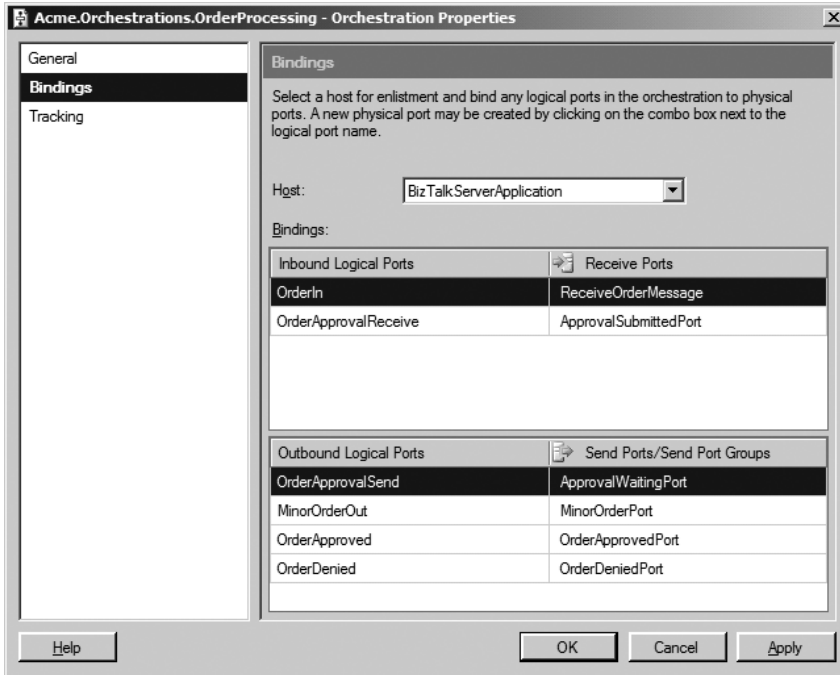 Acme.Orchestrations.OrderProcessing - Orchestration Properties
General
Bindings
Tracking
Bindings
Select a host for enlistment and bind any logical ports in the orchestration to physical
ports. A new physical port may be created by clicking on the combo box next to the
logical port name.
Host: BizTalkServerApplication
Bindings:
Inbound Logical Ports Receive Ports
OrderIn ReceiveOrderMessage
OrderApprovalReceive ApprovalSubmittedPort
Outbound Logical Ports Send Ports/Send Port Groups
OrderApprovalSend ApprovalWaitingPort
MinorOrderOut MinorOrderPort
OrderApproved OrderApprovedPort
OrderDenied OrderDeniedPort
Help OK Cancel Apply